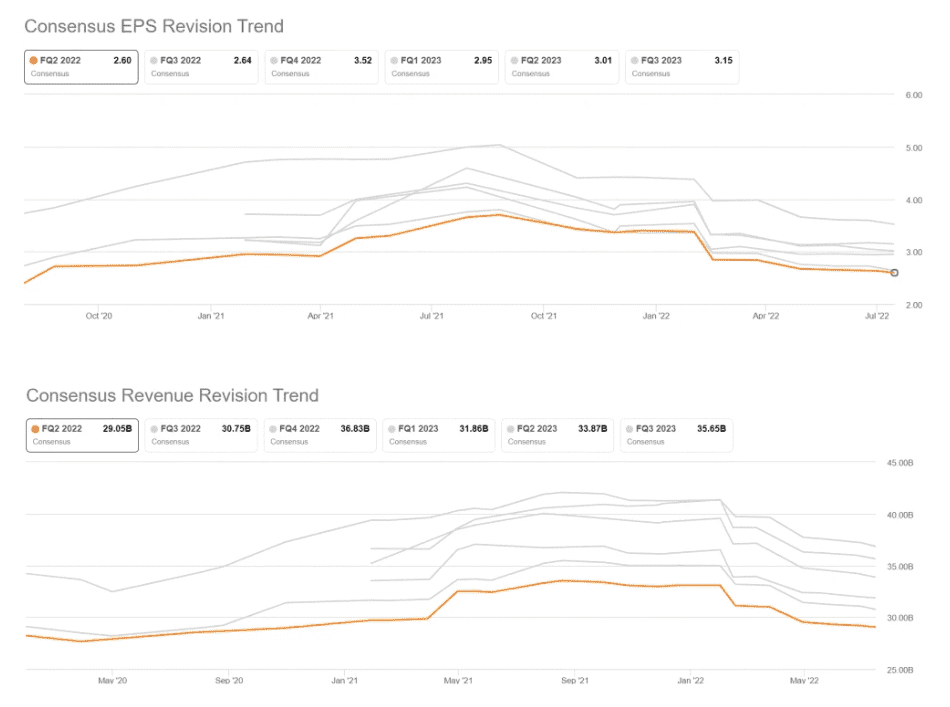 Consensus EPS Revision Trend
FQ2 2022 2.60
Consensus
FQ3 2022 2.64
Consensus
FQ4 2022 3.52
Consensus
FQ1 2023 2.95
Consensus
FQ2 2023 3.01
Consensus
FQ3 2023 3.15
Consensus
6.00
5.00
4.00
3.00
2.00
Oct '20 Jan '21 Apr '21 Jul '21 Oct '21 Jan '22 Apr '22 Jul '22
Consensus Revenue Revision Trend
FQ2 2022 29.05B
Consensus
FQ3 2022 30.75B
Consensus
FQ4 2022 36.83B
Consensus
FQ1 2023 31.86B
Consensus
FQ2 2023 33.87B
Consensus
FQ3 2023 35.65B
Consensus
45.00B
40.00B
35.00B
30.00B
25.00B
May '20 Sep '20 Jan '21 May '21 Sep '21 Jan '22 May '22